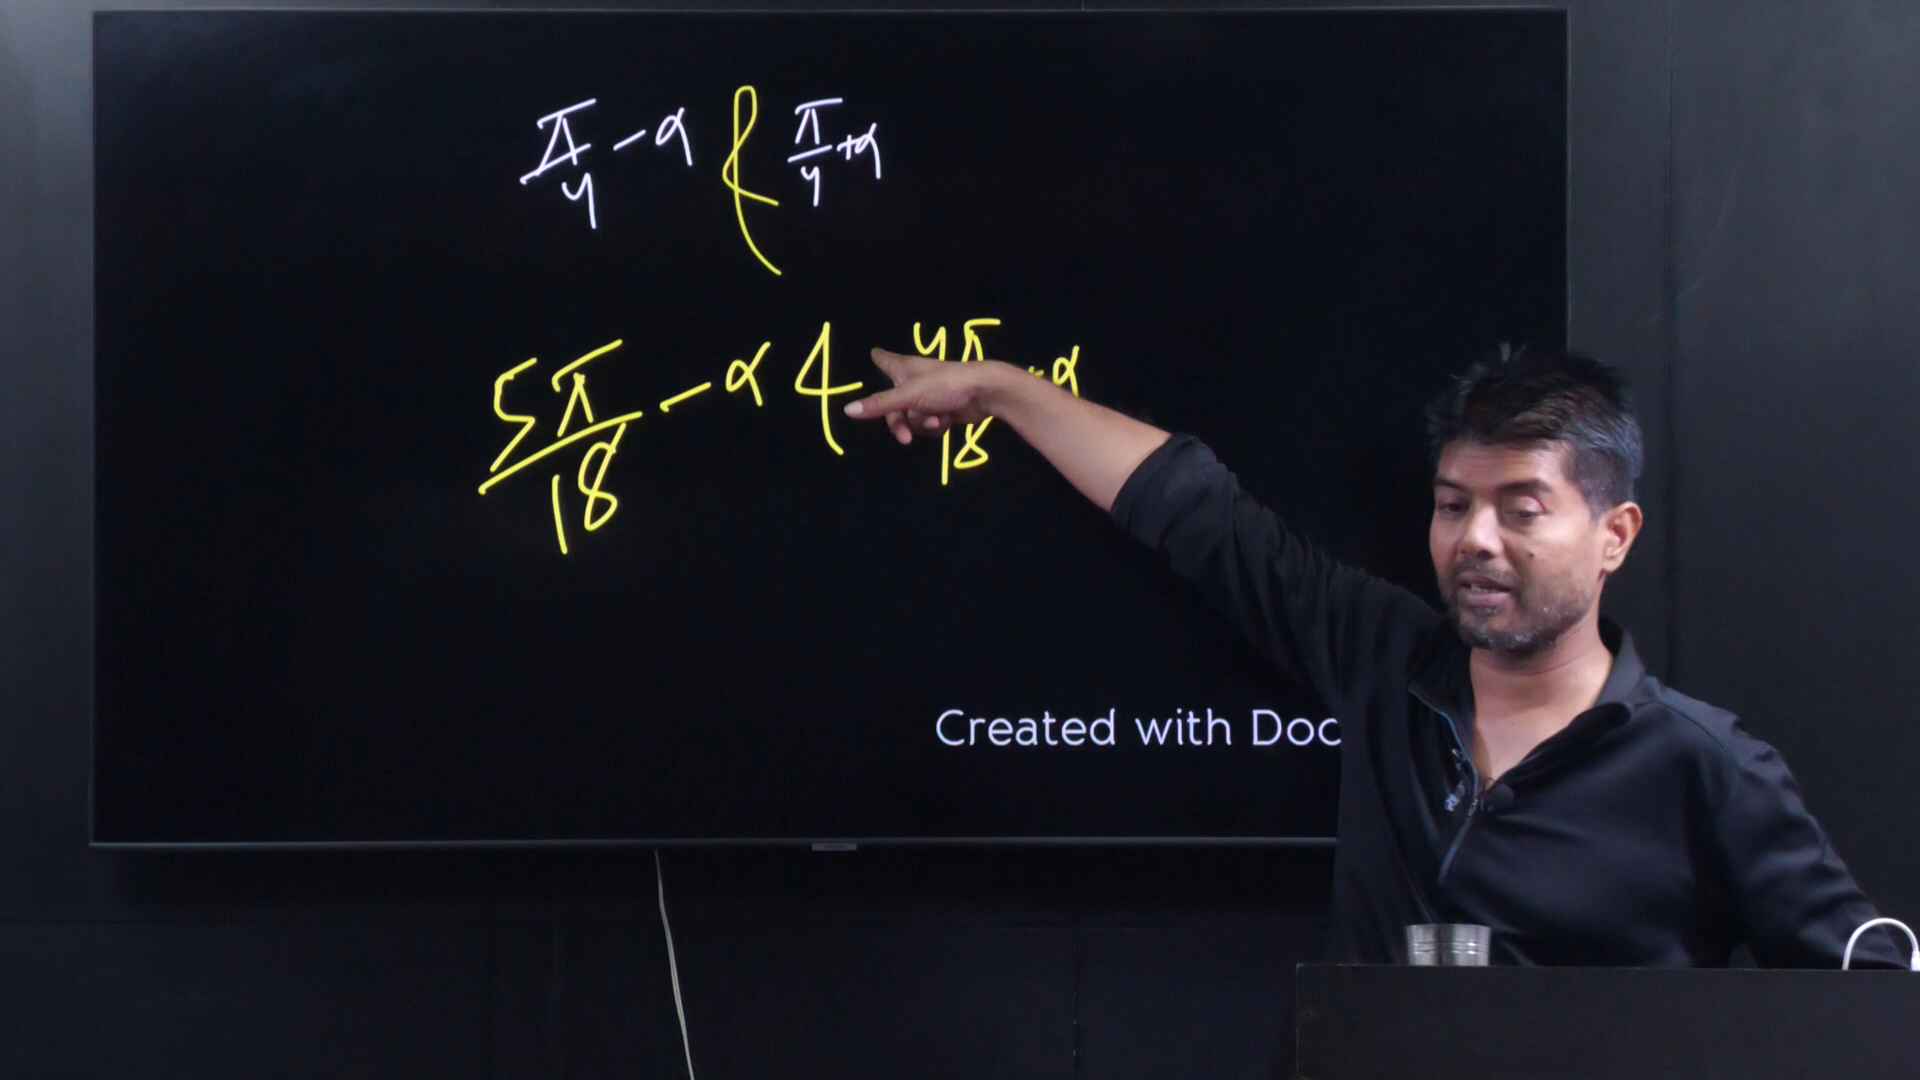 π/4 - α & π/4 + α
5π/18 - α & 4π/18 + α
Created with Doc